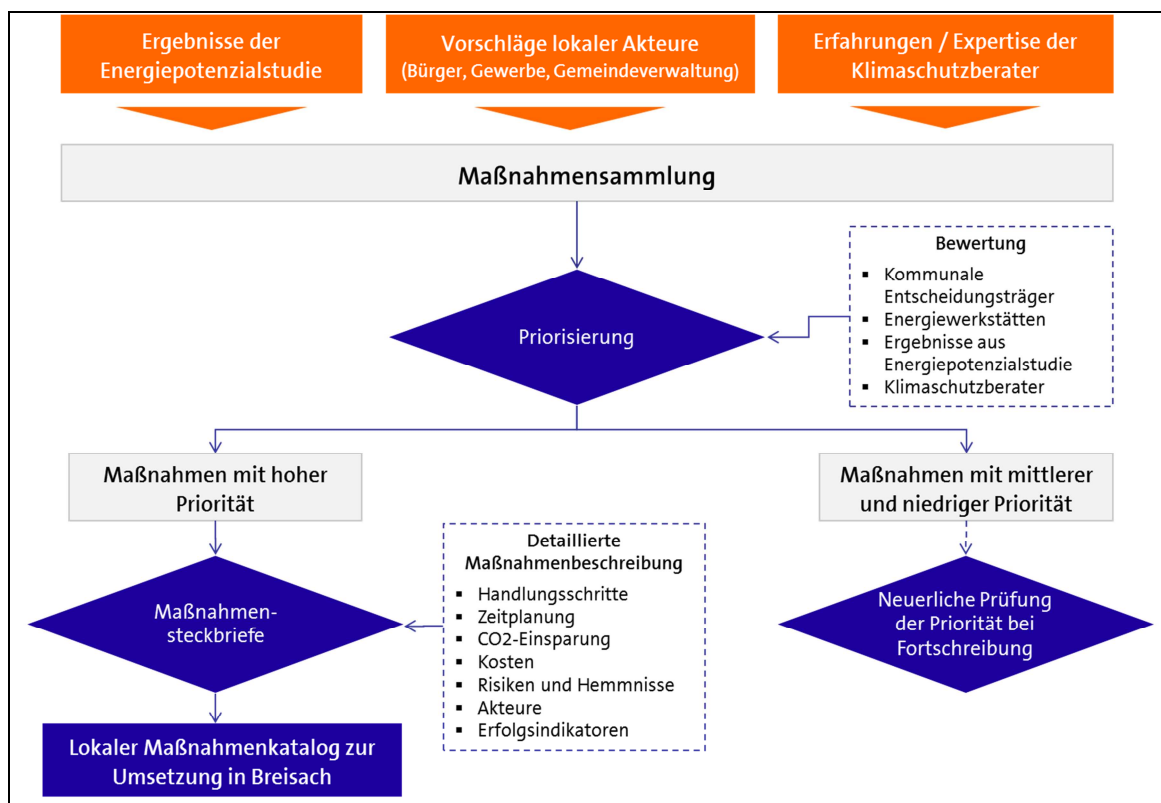 Ergebnisse der
Energiepotenzialstudie
Vorschläge lokaler Akteure
(Bürger, Gewerbe, Gemeindeverwaltung)
Erfahrungen / Expertise der
Klimaschutzberater
Maßnahmensammlung
Bewertung
▪ Kommunale
Entscheidungsträger
▪ Energiewerkstätten
▪ Ergebnisse aus
Energiepotenzialstudie
▪ Klimaschutzberater
Priorisierung
Maßnahmen mit hoher
Priorität
Maßnahmen mit mittlerer
und niedriger Priorität
Detaillierte
Maßnahmenbeschreibung
▪ Handlungsschritte
▪ Zeitplanung
▪ CO2-Einsparung
▪ Kosten
▪ Risiken und Hemmnisse
▪ Akteure
▪ Erfolgsindikatoren
Maßnahmen-
steckbriefe
Neuerliche Prüfung
der Priorität bei
Fortschreibung
Lokaler Maßnahmenkatalog zur
Umsetzung in Breisach